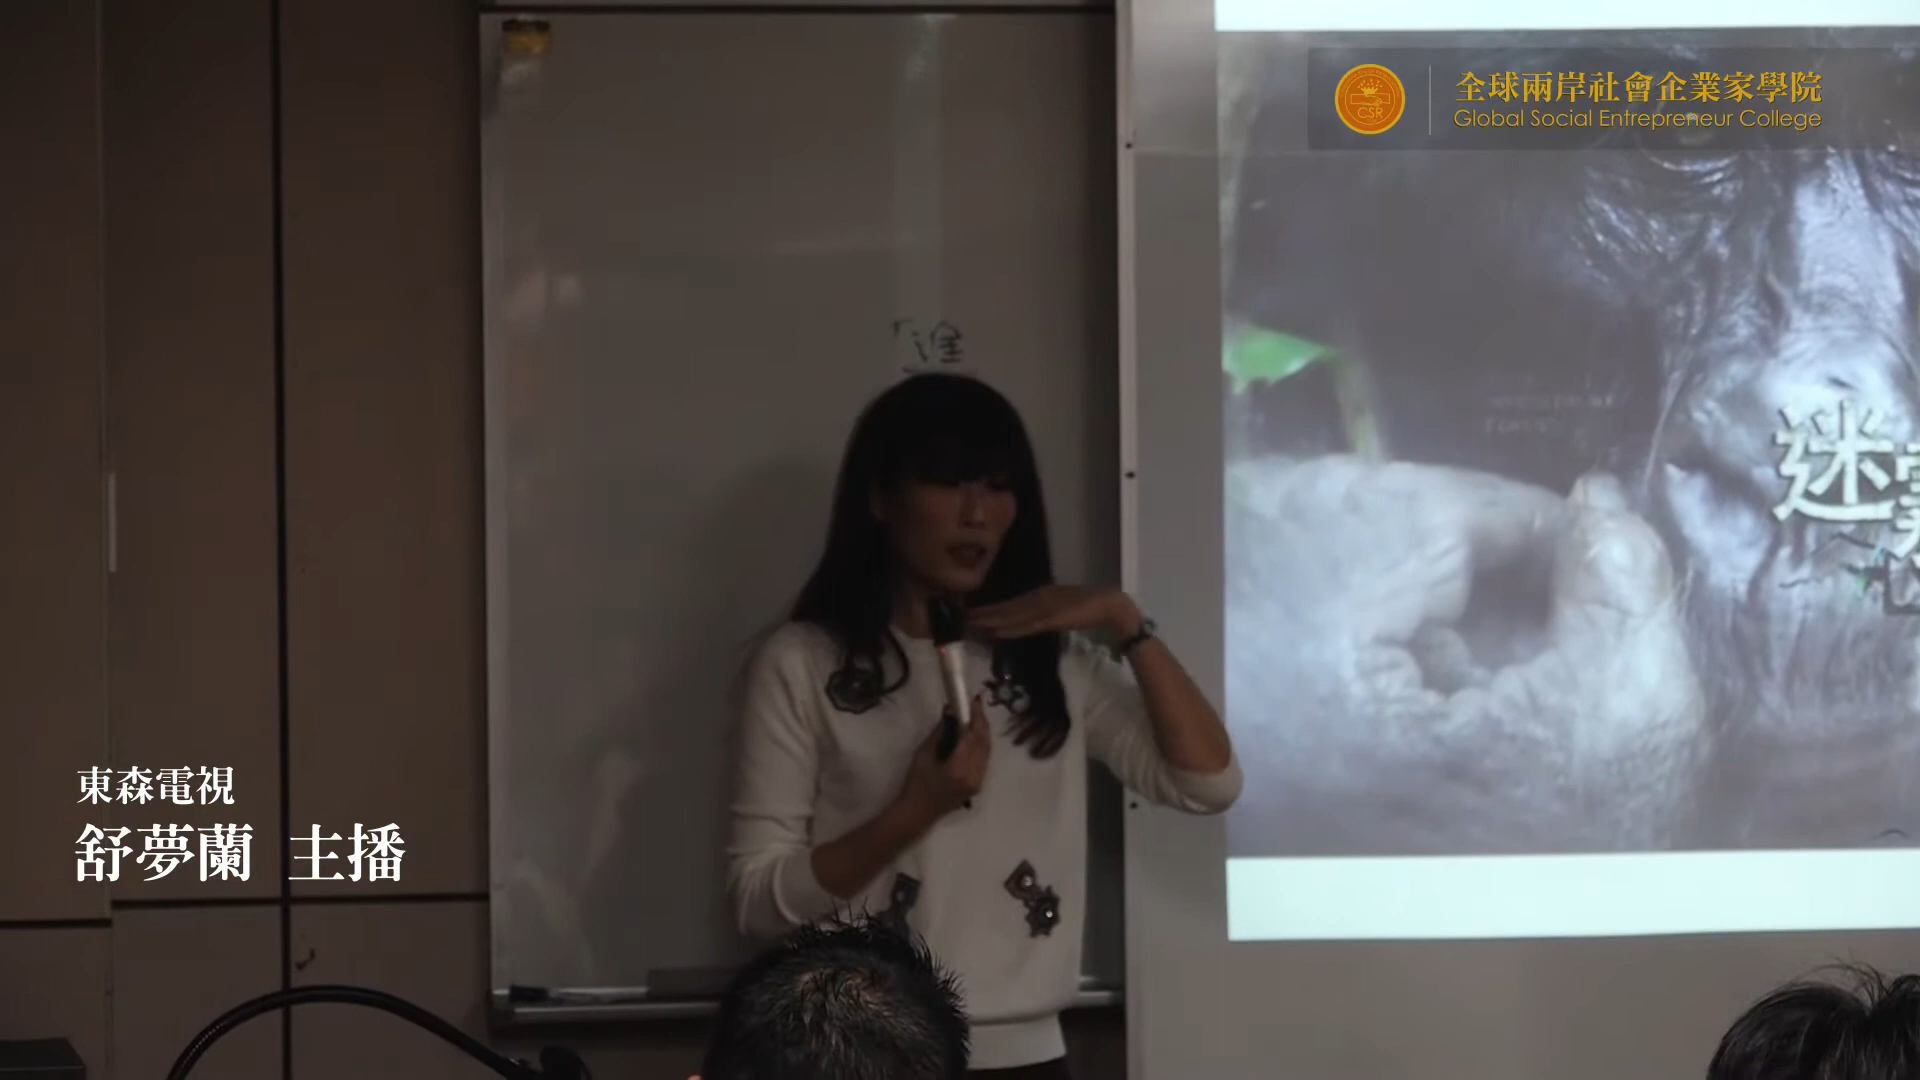 全球兩岸社會企業家學院
Global Social Entrepreneur College
CSR
迷
東森電視
舒夢蘭 主播